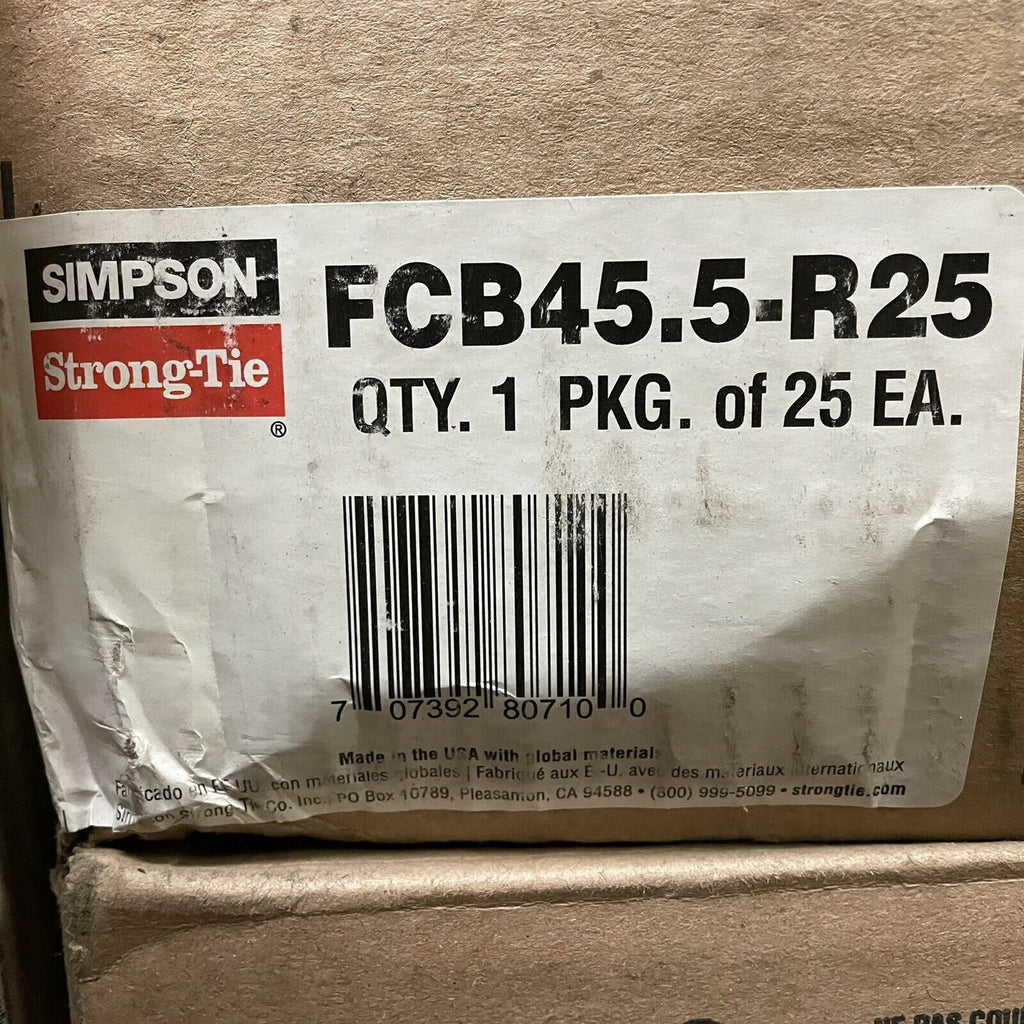 SIMPSON
Strong-Tie
®
FCB45.5-R25
QTY. 1 PKG. of 25 EA.
7 07392 80710 0
Made in the USA with global materials
Fabricado en EE.UU. con materiales globales | Fabriqué aux É.-U. avec des matériaux internationaux
Simpson Strong-Tie Co. Inc., PO Box 10789, Pleasanton, CA 94588 • (800) 999-5099 • strongtie.com
NE PAS